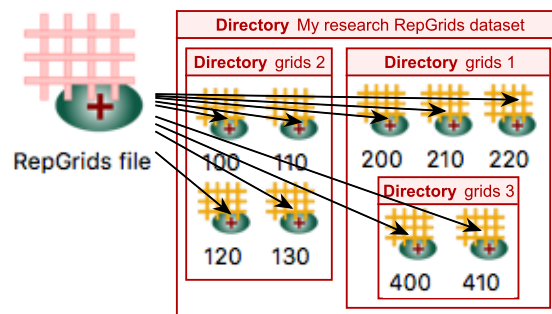 Directory My research RepGrids dataset
Directory grids 2
Directory grids 1
RepGrids file
100 110
200 210 220
Directory grids 3
120 130
400 410